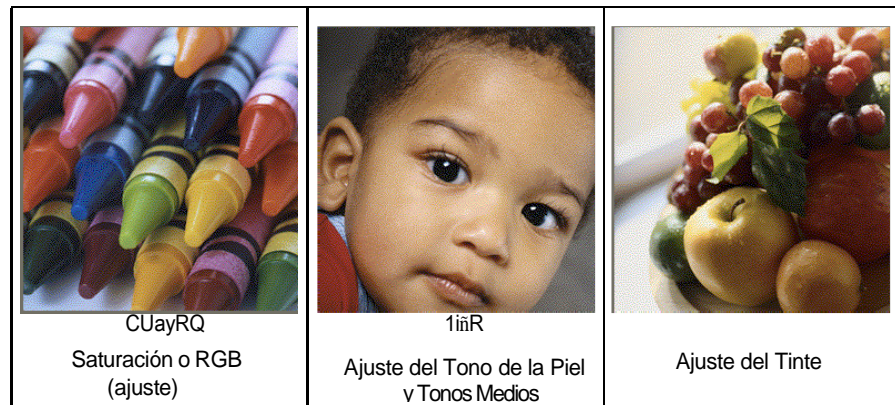 CUayRQ
Saturación o RGB
(ajuste)
1iñR
Ajuste del Tono de la Piel
y Tonos Medios
Ajuste del Tinte